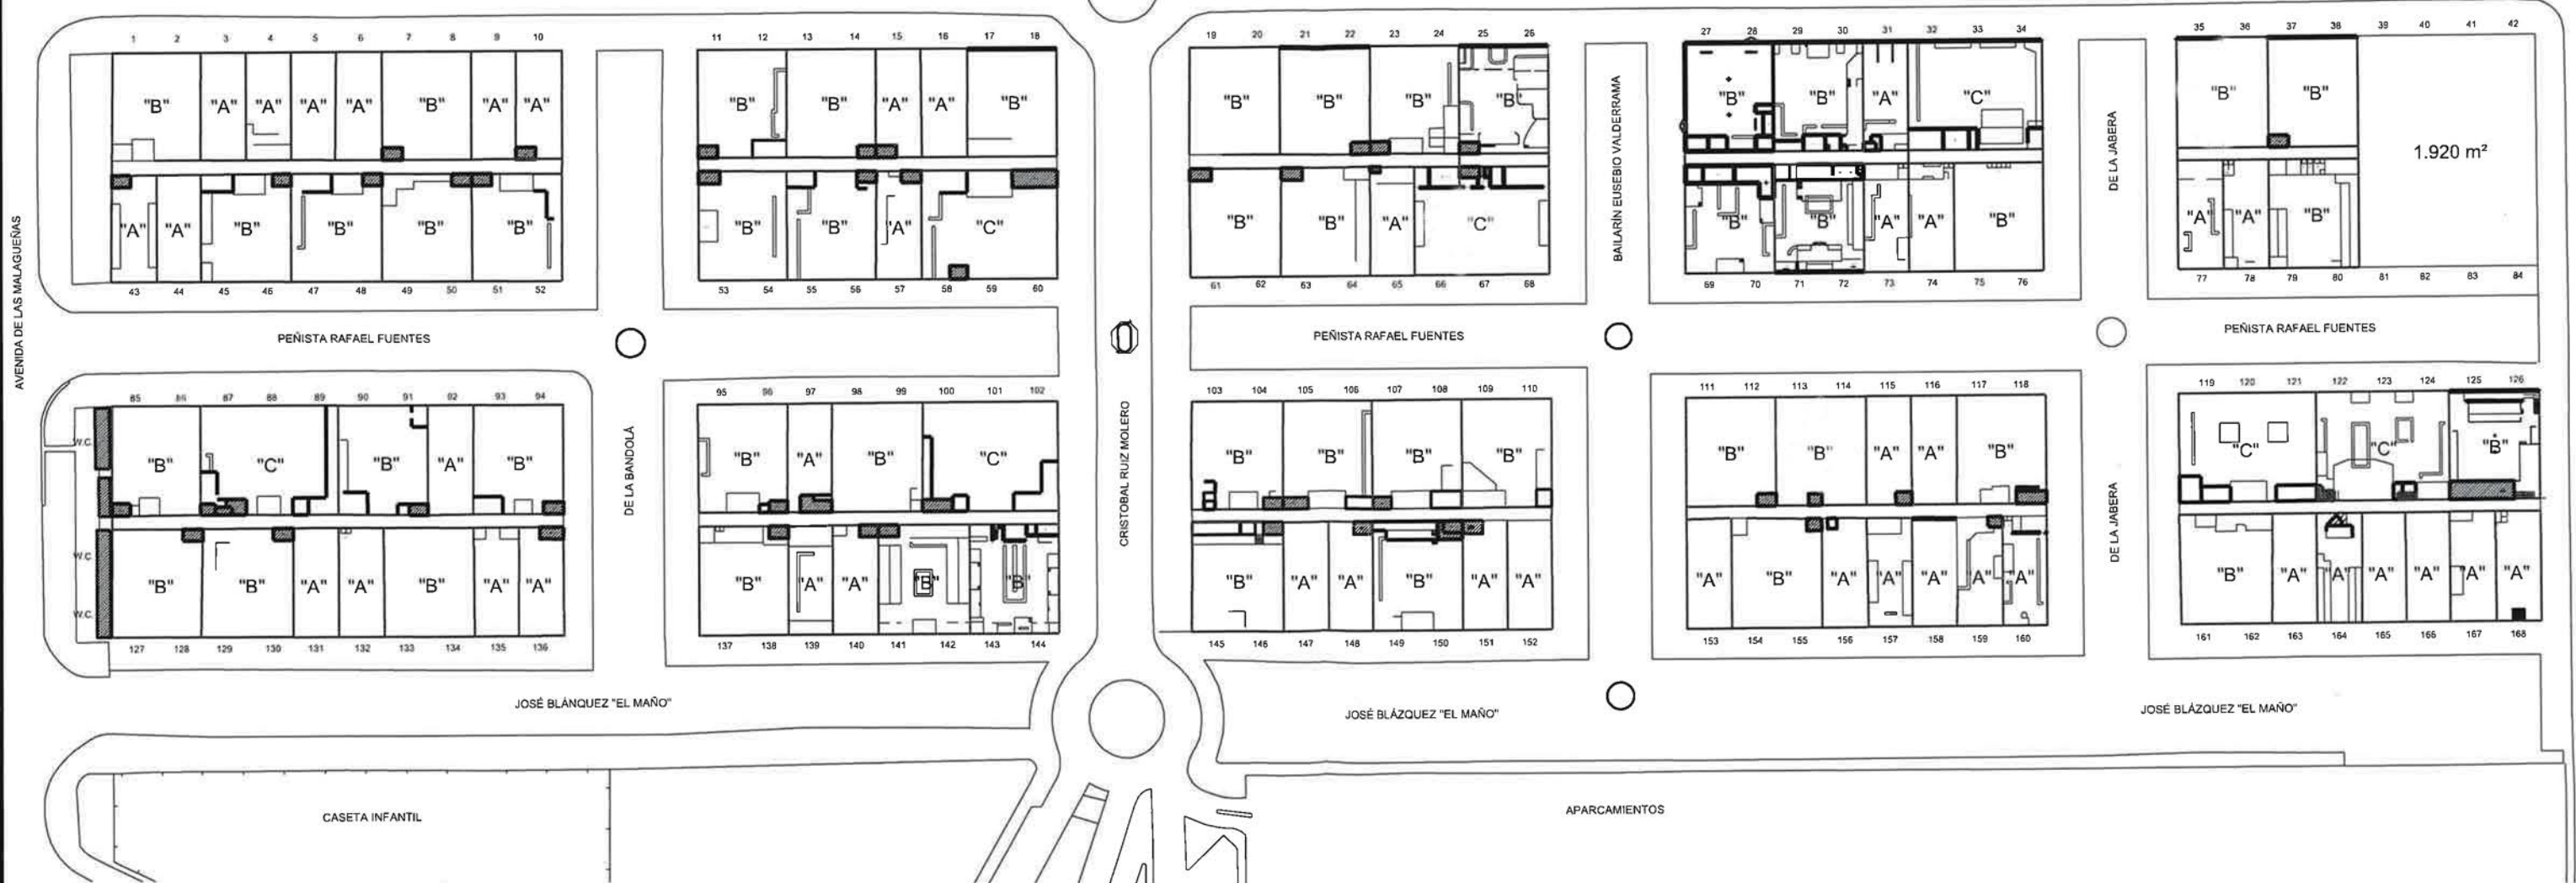 1 2 3 4 5 6 7 8 9 10 11 12 13 14 15 16 17 18 19 20 21 22 23 24 25 26 27 28 29 30 31 32 33 34 35 36 37 38 39 40 41 42
"B" "A" "A" "A" "A" "B" "A" "A" "B" "B" "A" "A" "B" "B" "B" "B" "B" "B" "B" "A" "C" "B" "B"
1.920 m²
"A" "A" "B" "B" "B" "B" "B" "B" "A" "C" "B" "B" "A" "C" "B" "B" "A" "A" "B" "A" "A" "B"
43 44 45 46 47 48 49 50 51 52 53 54 55 56 57 58 59 60 61 62 63 64 65 66 67 68 69 70 71 72 73 74 75 76 77 78 79 80 81 82 83 84
AVENIDA DE LAS MALAGUEÑAS
BAILARÍN EUSEBIO VALDERRAMA
DE LA JABERA
PEÑISTA RAFAEL FUENTES
PEÑISTA RAFAEL FUENTES
PEÑISTA RAFAEL FUENTES
85 86 87 88 89 90 91 92 93 94 95 96 97 98 99 100 101 102 103 104 105 106 107 108 109 110 111 112 113 114 115 116 117 118 119 120 121 122 123 124 125 126
W.C.
"B" "C" "B" "A" "B" "B" "A" "B" "C" "B" "B" "B" "B" "B" "B" "A" "A" "B" "C" "C" "B"
DE LA BANDOLÁ
CRISTOBAL RUIZ MOLERO
DE LA JABERA
W.C.
"B" "B" "A" "A" "B" "A" "A" "B" "A" "A" "B" "B" "B" "A" "A" "B" "A" "A" "A" "B" "A" "A" "A" "A" "A" "B" "A" "A" "A" "A" "A" "A"
W.C.
127 128 129 130 131 132 133 134 135 136 137 138 139 140 141 142 143 144 145 146 147 148 149 150 151 152 153 154 155 156 157 158 159 160 161 162 163 164 165 166 167 168
JOSÉ BLÁNQUEZ "EL MAÑO"
JOSÉ BLÁZQUEZ "EL MAÑO"
JOSÉ BLÁZQUEZ "EL MAÑO"
CASETA INFANTIL
APARCAMIENTOS